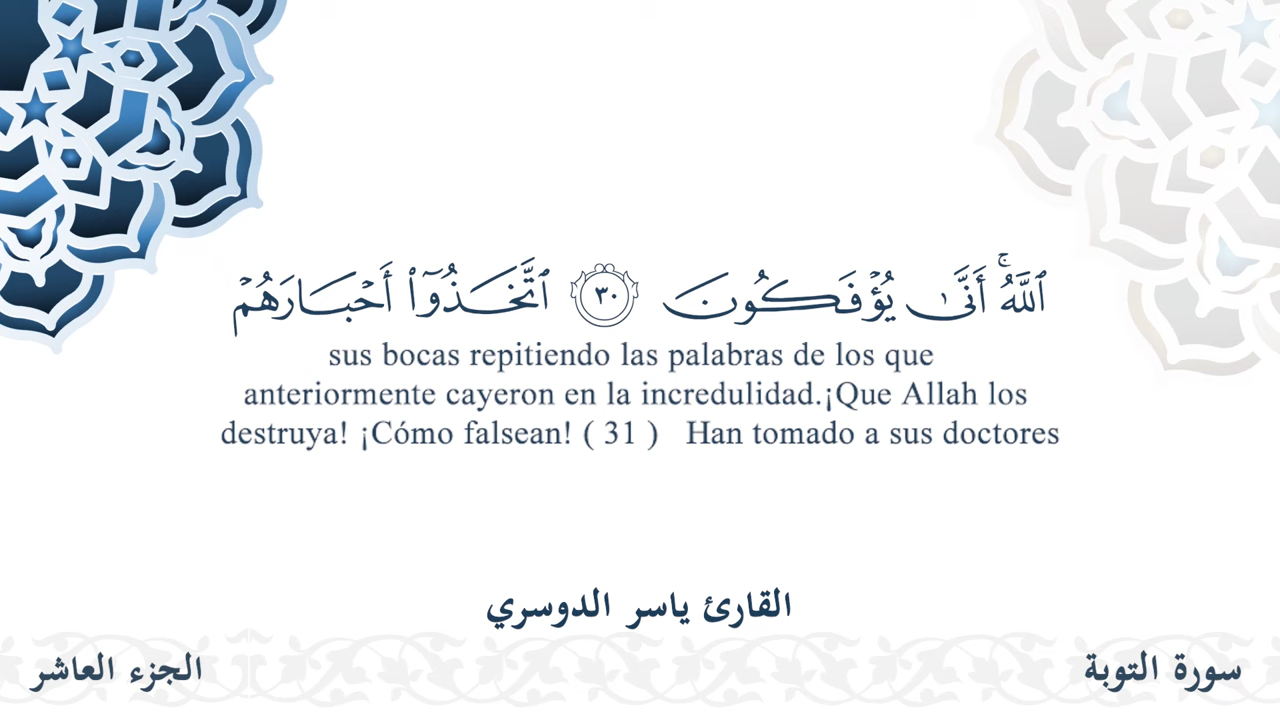 ٱللَّهُۚ أَنَّىٰ يُؤۡفَكُونَ ٣٠ ٱتَّخَذُوٓاْ أَحۡبَارَهُمۡ
sus bocas repitiendo las palabras de los que
anteriormente cayeron en la incredulidad.¡Que Allah los
destruya! ¡Cómo falsean! ( 31 ) Han tomado a sus doctores
القارئ ياسر الدوسري
سورة التوبة
الجزء العاشر